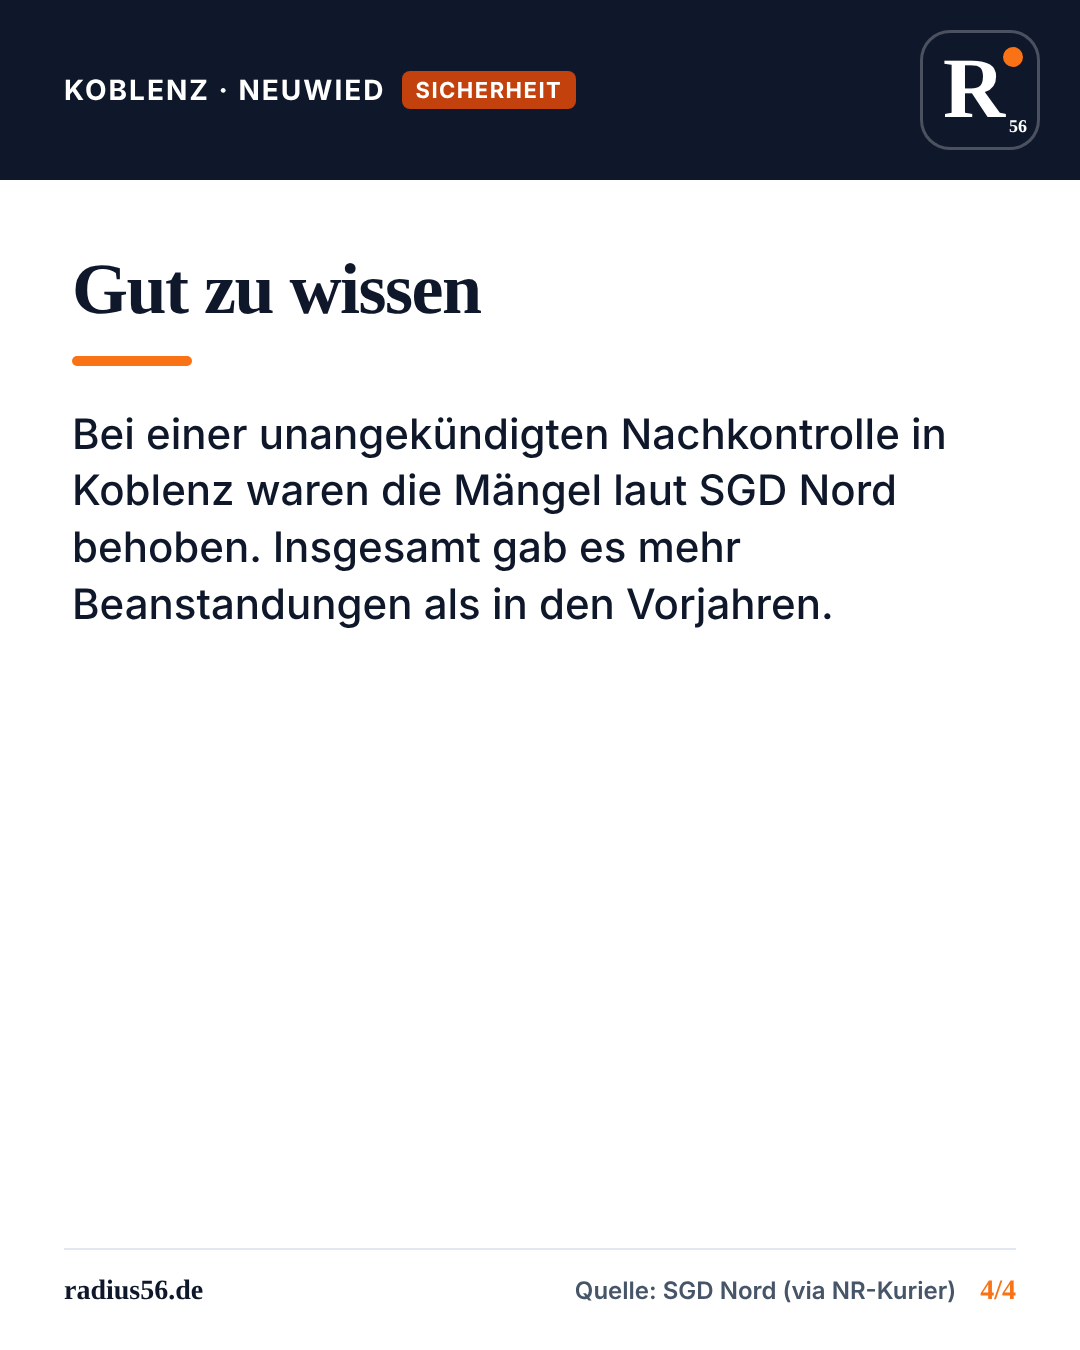 KOBLENZ · NEUWIED SICHERHEIT
R
56
Gut zu wissen
Bei einer unangekündigten Nachkontrolle in
Koblenz waren die Mängel laut SGD Nord
behoben. Insgesamt gab es mehr
Beanstandungen als in den Vorjahren.
radius56.de Quelle: SGD Nord (via NR-Kurier) 4/4